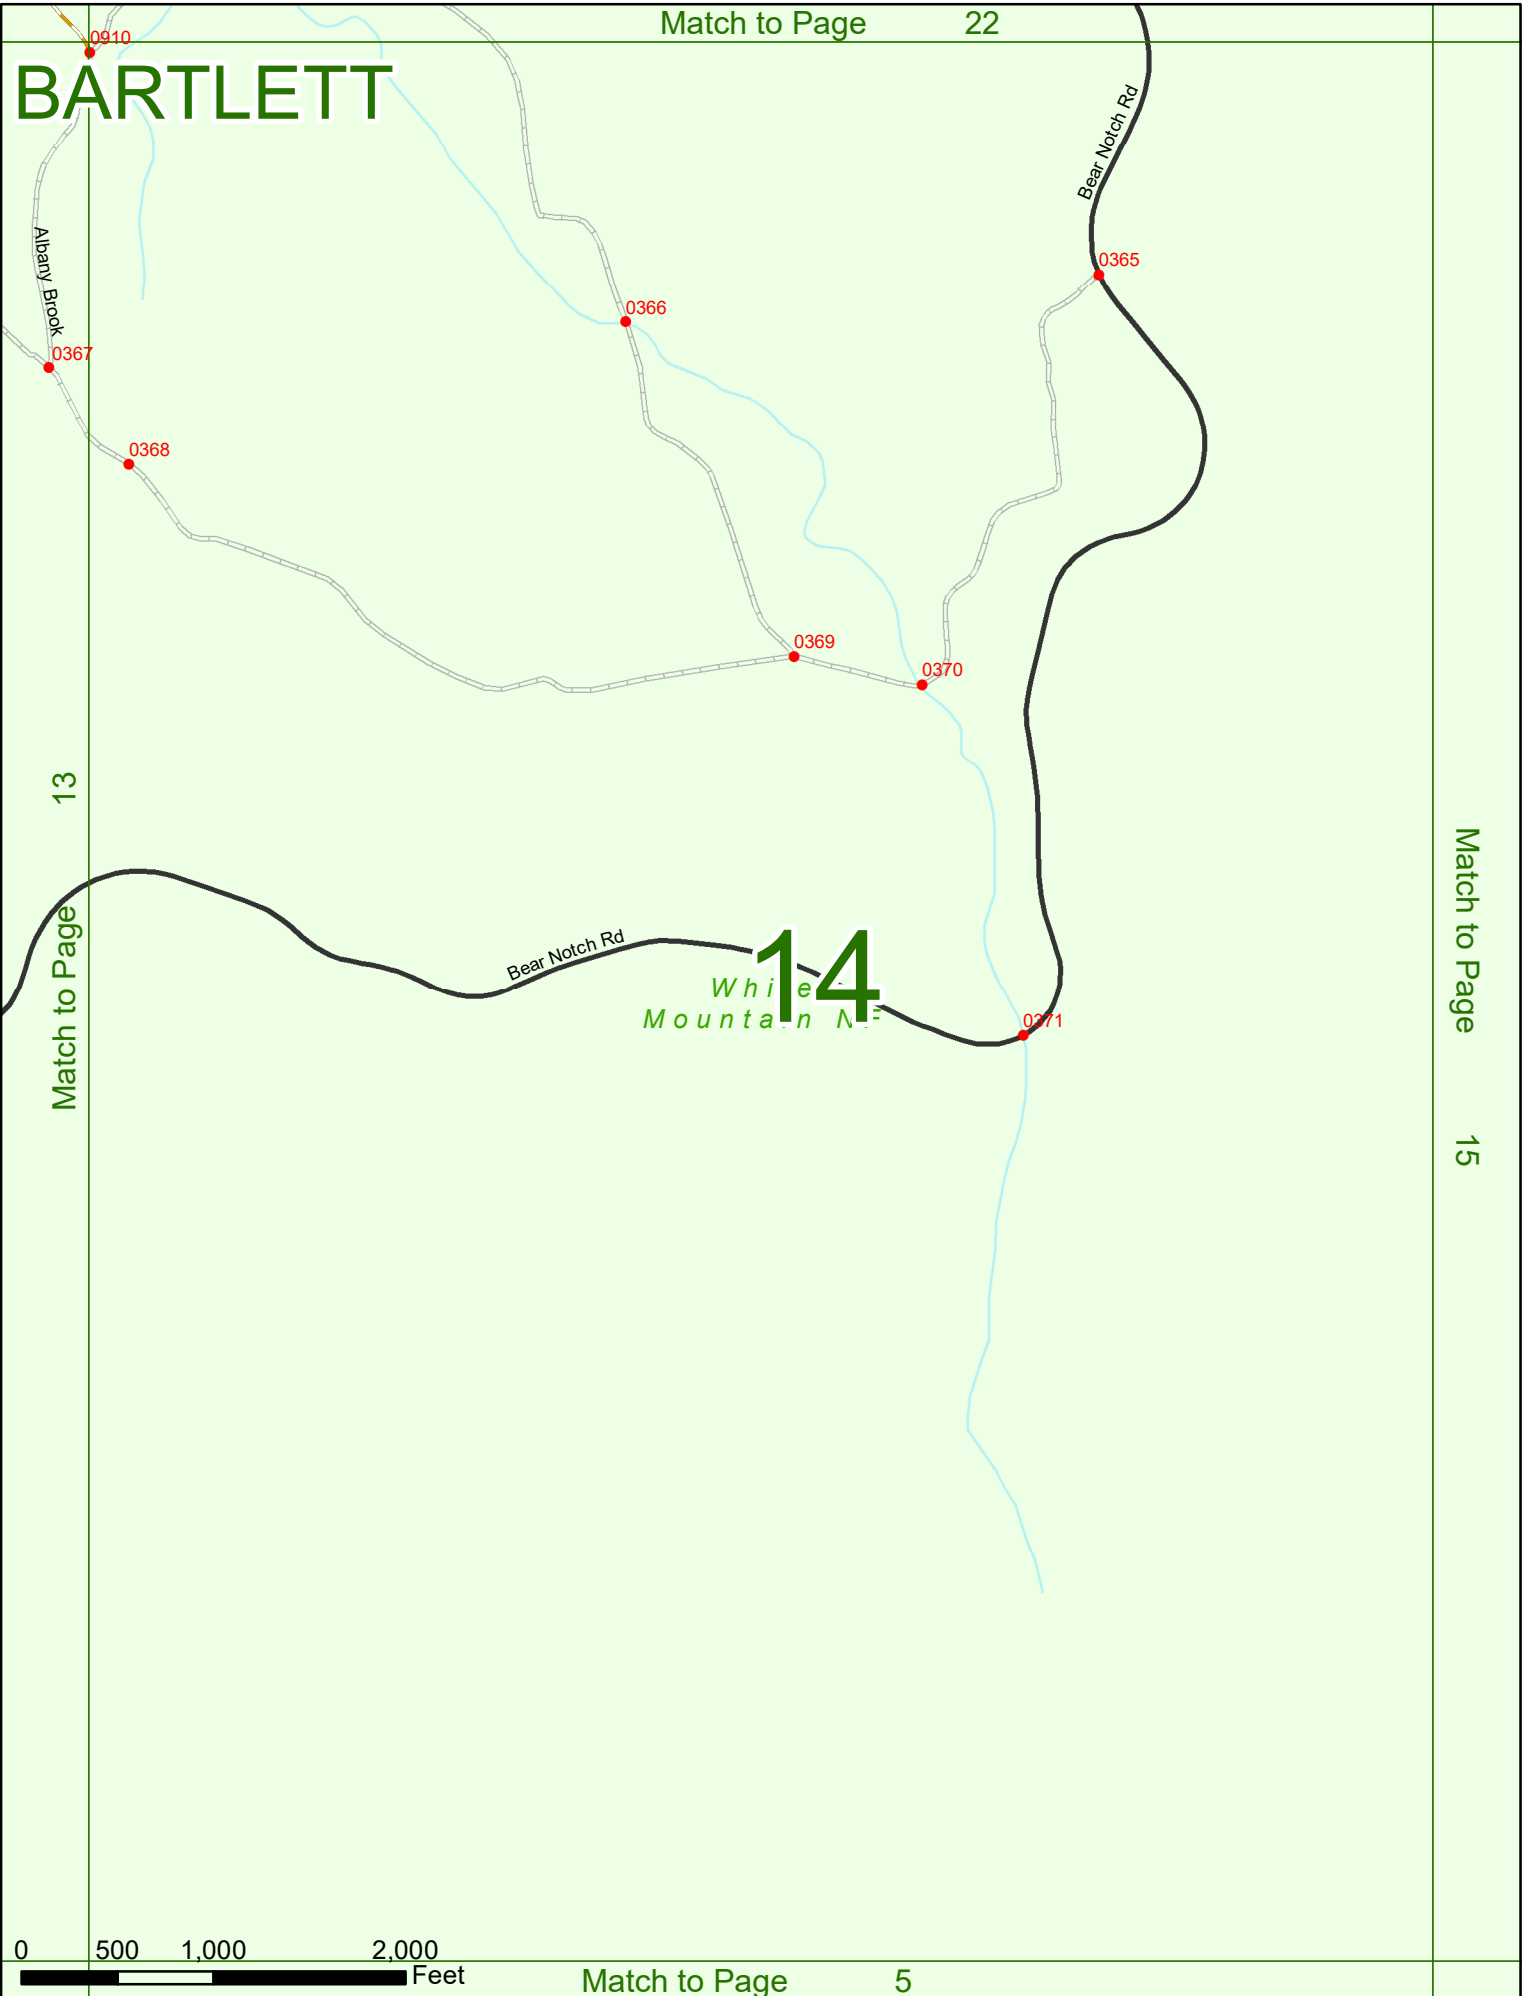 Match to Page 22
0910
BARTLETT
Bear Notch Rd
Albany Brook
0365
0366
0367
0368
0369
0370
Match to Page 13
Match to Page 15
Bear Notch Rd
14
Mountain
0371
0 500 1,000 2,000
Feet
Match to Page 5